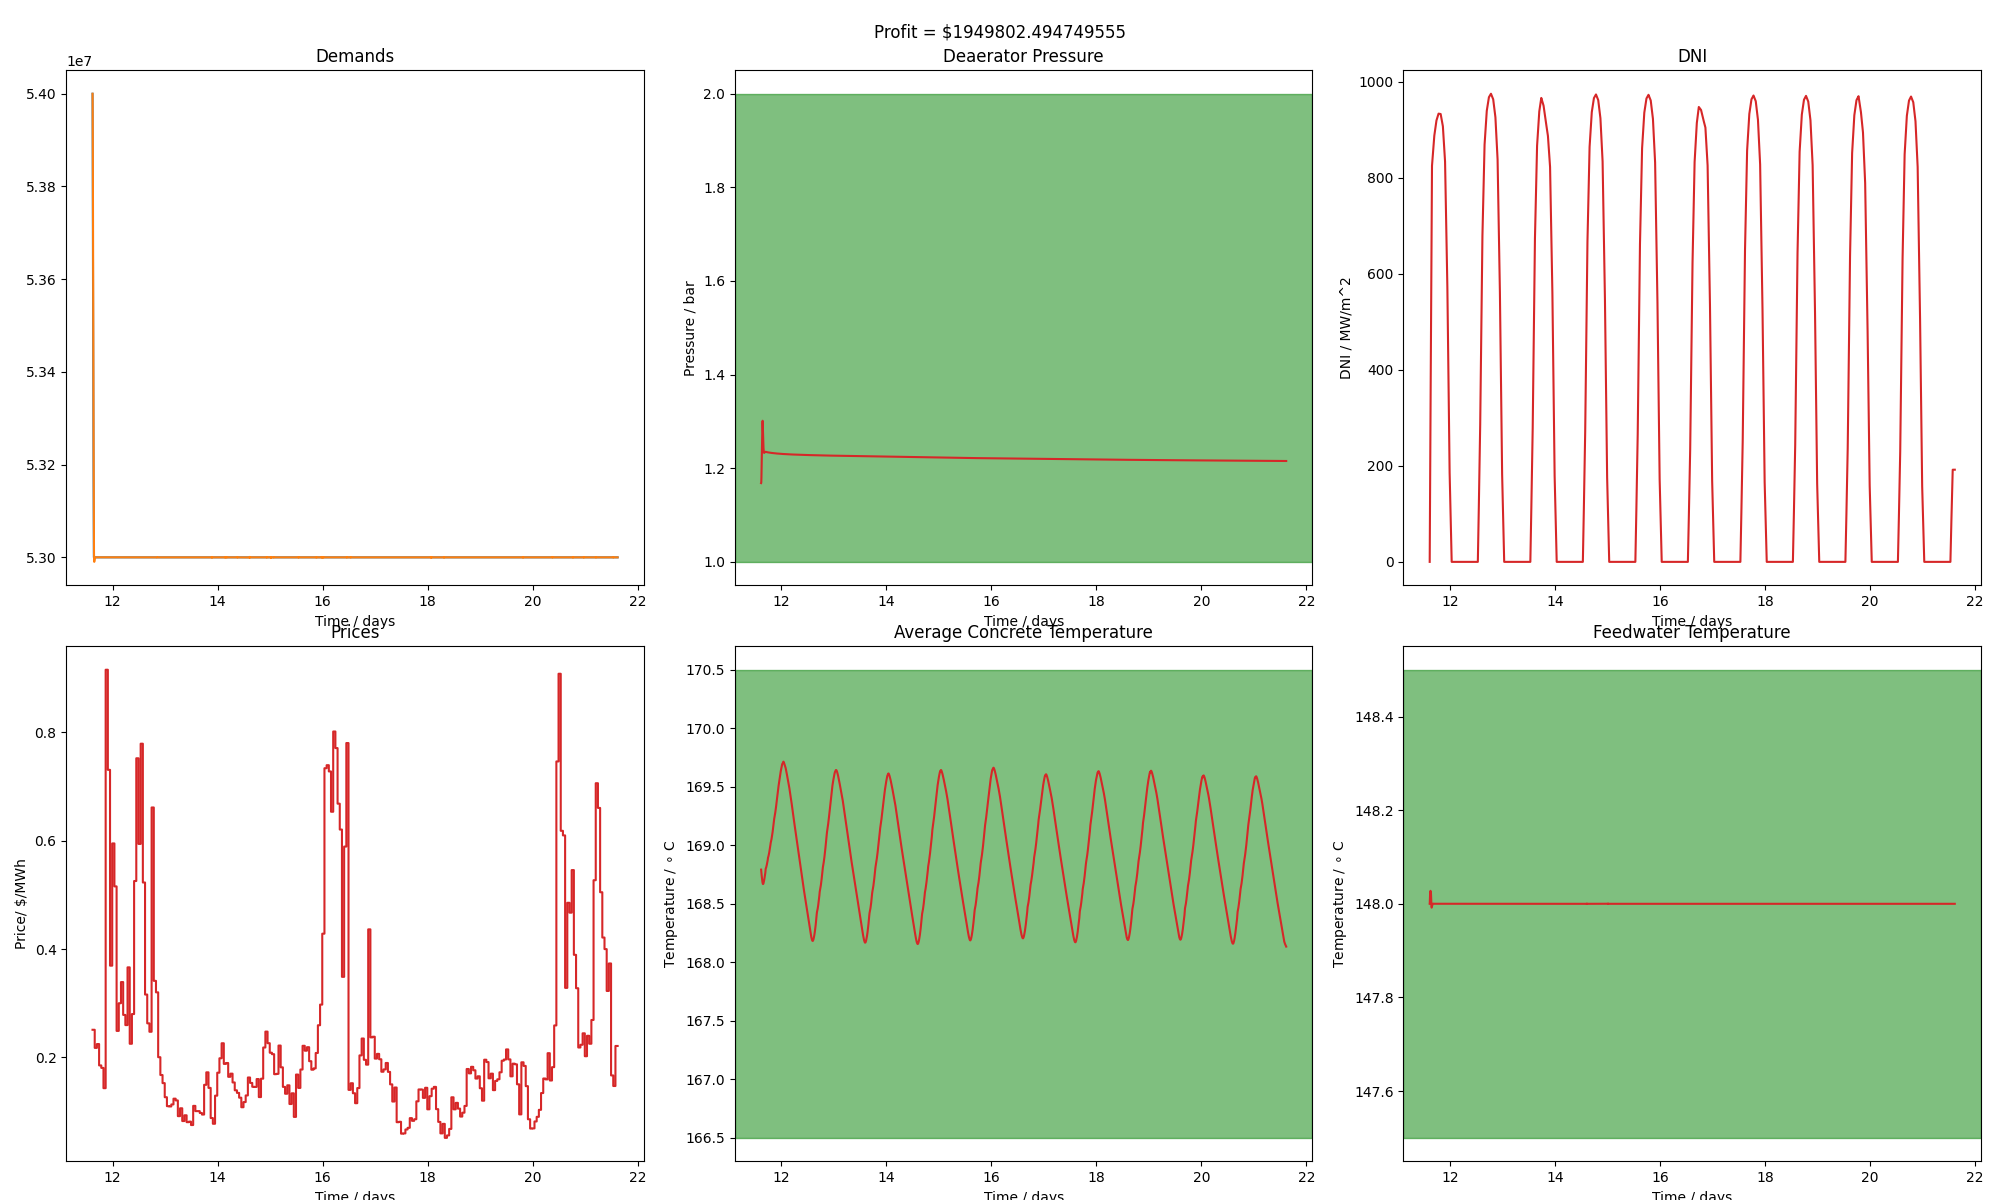 Profit = $1949802.494749555
Demands
1e7
5.40
5.38
5.36
5.34
5.32
5.30
12 14 16 18 20 22
Time / days
Deaerator Pressure
Pressure / bar
2.0
1.8
1.6
1.4
1.2
1.0
12 14 16 18 20 22
Time / days
DNI
DNI / MW/m^2
1000
800
600
400
200
0
12 14 16 18 20 22
Time / days
Prices
Price/ $/MWh
0.8
0.6
0.4
0.2
12 14 16 18 20 22
Time / days
Average Concrete Temperature
Temperature / ∘ C
170.5
170.0
169.5
169.0
168.5
168.0
167.5
167.0
166.5
12 14 16 18 20 22
Time / days
Feedwater Temperature
Temperature / ∘ C
148.4
148.2
148.0
147.8
147.6
12 14 16 18 20 22
Time / days